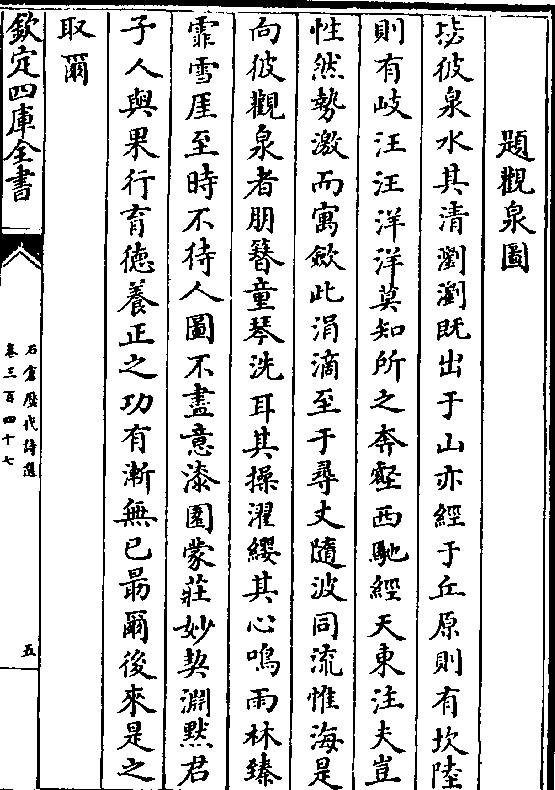 題觀泉圖
毖彼泉水其清瀏瀏既出于山亦經于丘原則有坎陸
則有岐汪汪洋洋莫知所之奔壑西馳經天東注夫豈
性然勢激而寓歛此涓滴至于尋丈隨波同流惟海是
向彼觀泉者朋簪童琴洗耳其操濯纓其心鳴雨林臻
霏雪厓至時不待人圖不盡意漆園蒙莊妙契淵默君
子人與果行育徳養正之功有漸無已朂爾後來是之
取爾
欽定四庫全書
石倉歴代詩選
卷三百四十七
五